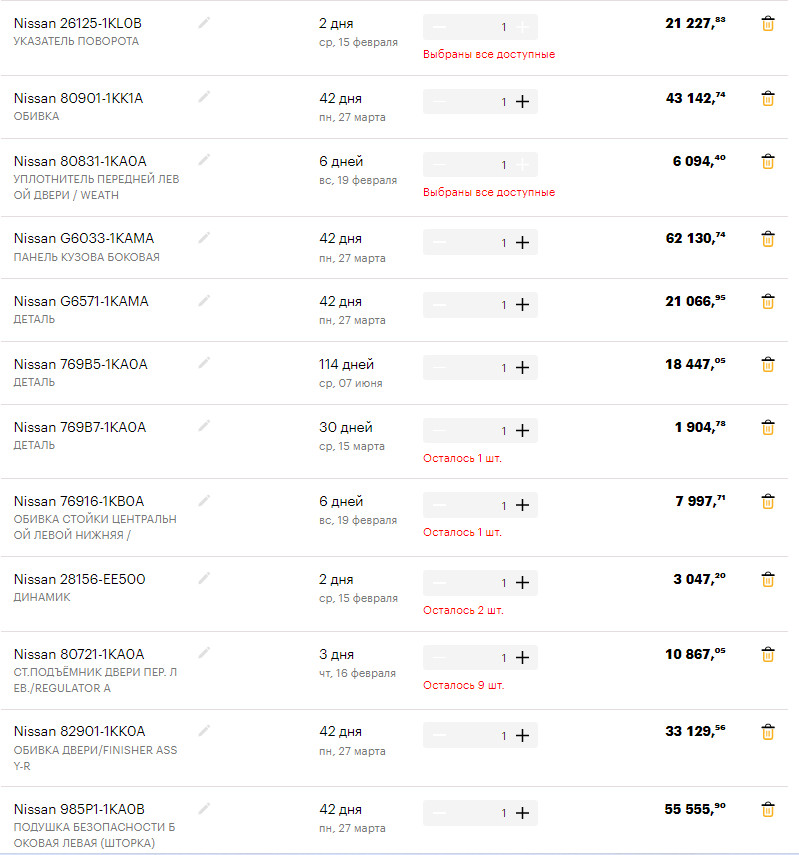 Nissan 26125-1KL0B 2 дня 1 21 227,83
УКАЗАТЕЛЬ ПОВОРОТА ср, 15 февраля
Выбраны все доступные
Nissan 80901-1KK1A 42 дня 1 + 43 142,74
ОБИВКА пн, 27 марта
Nissan 80831-1KA0A 6 дней 1 6 094,40
УПЛОТНИТЕЛЬ ПЕРЕДНЕЙ ЛЕВ вс, 19 февраля
ОЙ ДВЕРИ / WEATH Выбраны все доступные
Nissan G6033-1KAMA 42 дня 1 + 62 130,74
ПАНЕЛЬ КУЗОВА БОКОВАЯ пн, 27 марта
Nissan G6571-1KAMA 42 дня 1 + 21 066,95
ДЕТАЛЬ пн, 27 марта
Nissan 769B5-1KA0A 114 дней 1 + 18 447,05
ДЕТАЛЬ ср, 07 июня
Nissan 769B7-1KA0A 30 дней 1 + 1 904,78
ДЕТАЛЬ ср, 15 марта
Осталось 1 шт.
Nissan 76916-1KB0A 6 дней 1 + 7 997,71
ОБИВКА СТОЙКИ ЦЕНТРАЛЬН вс, 19 февраля
ОЙ ЛЕВОЙ НИЖНЯЯ / Осталось 1 шт.
Nissan 28156-EE500 2 дня 1 + 3 047,20
ДИНАМИК ср, 15 февраля
Осталось 2 шт.
Nissan 80721-1KA0A 3 дня 1 + 10 867,05
СТ.ПОДЪЁМНИК ДВЕРИ ПЕР. Л чт, 16 февраля
ЕВ./REGULATOR A Осталось 9 шт.
Nissan 82901-1KK0A 42 дня 1 + 33 129,56
ОБИВКА ДВЕРИ/FINISHER ASS пн, 27 марта
Y-R
Nissan 985P1-1KA0B 42 дня 1 + 55 555,90
ПОДУШКА БЕЗОПАСНОСТИ Б пн, 27 марта
ОКОВАЯ ЛЕВАЯ (ШТОРКА)